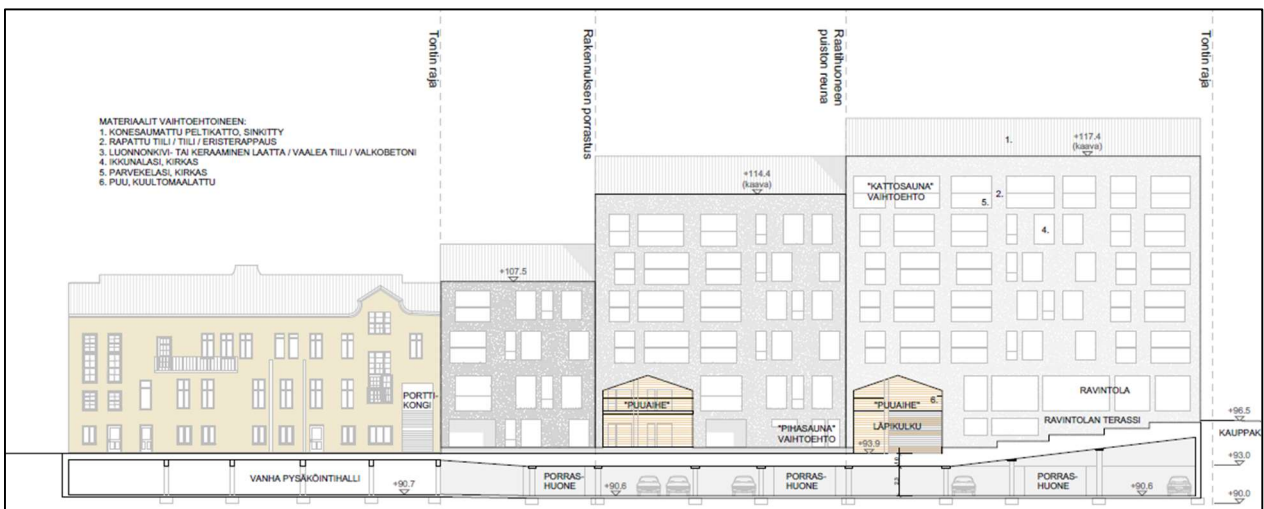 Tontin raja
Rakennuksen porrastus
Raatihuoneen
puiston reuna
Tontin raja
MATERIAALIT VAIHTOEHTOINEEN:
1. KONESAUMATTU PELTIKATTO, SINKITTY
2. RAPATTU TIILI / TIILI / ERISTERAPPAUS
3. LUONNONKIVI- TAI KERAAMINEN LAATTA / VAALEA TIILI / VALKOBETONI
4. IKKUNALASI, KIRKAS
5. PARVEKELASI, KIRKAS
6. PUU, KUULTOMAALATTU
1.
+117.4
(kaava)
+114.4
(kaava)
"KATTOSAUNA"
VAIHTOEHTO
5.
2.
4.
+107.5
PORTTI-
KONGI
"PUUAIHE"
"PIHASAUNA"
VAIHTOEHTO
6.
"PUUAIHE"
LÄPIKULKU
+93.9
RAVINTOLA
RAVINTOLAN TERASSI
+96.5
KAUPPAK
+93.0
+90.0
VANHA PYSÄKÖINTIHALLI
+90.7
PORRAS-
HUONE
+90.6
PORRAS-
HUONE
PORRAS-
HUONE
+90.6